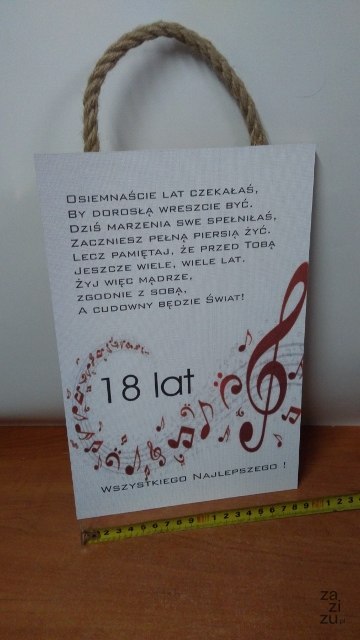 Osiemnaście lat czekałaś,
By dorosłą wreszcie być.
Dziś marzenia swe spełniłaś,
Zaczniesz pełną piersią żyć.
Lecz pamiętaj, że przed Tobą
Jeszcze wiele, wiele lat.
Żyj więc mądrze,
zgodnie z sobą,
A cudowny będzie świat!
18 lat
Wszystkiego Najlepszego !
za
zi
zu.pl